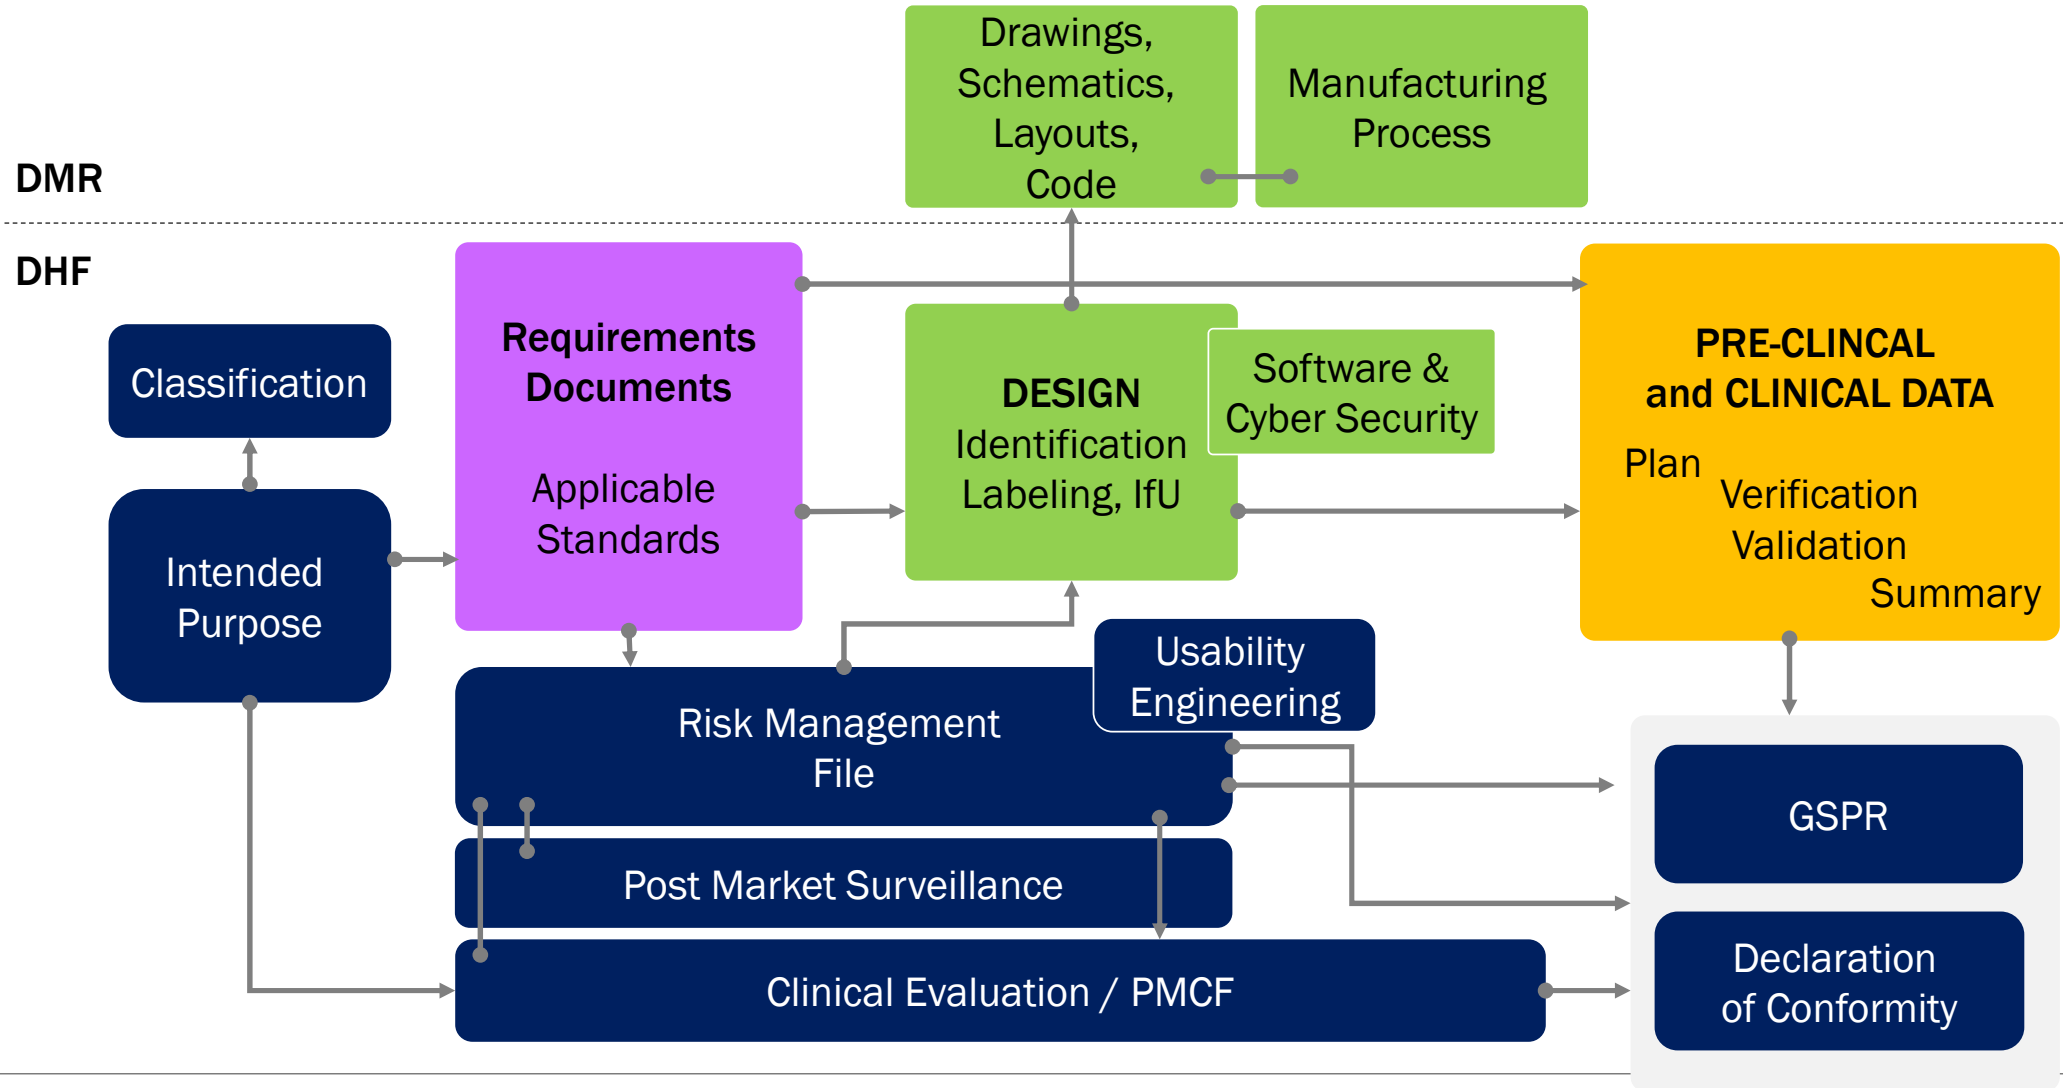 Drawings,
Schematics,
Layouts,
Code
Manufacturing
Process
DMR
DHF
Classification
Intended
Purpose
Requirements
Documents
Applicable
Standards
DESIGN
Identification
Labeling, IfU
Software &
Cyber Security
PRE-CLINCAL
and CLINICAL DATA
Plan
Verification
Validation
Summary
Usability
Engineering
Risk Management
File
Post Market Surveillance
Clinical Evaluation / PMCF
GSPR
Declaration
of Conformity